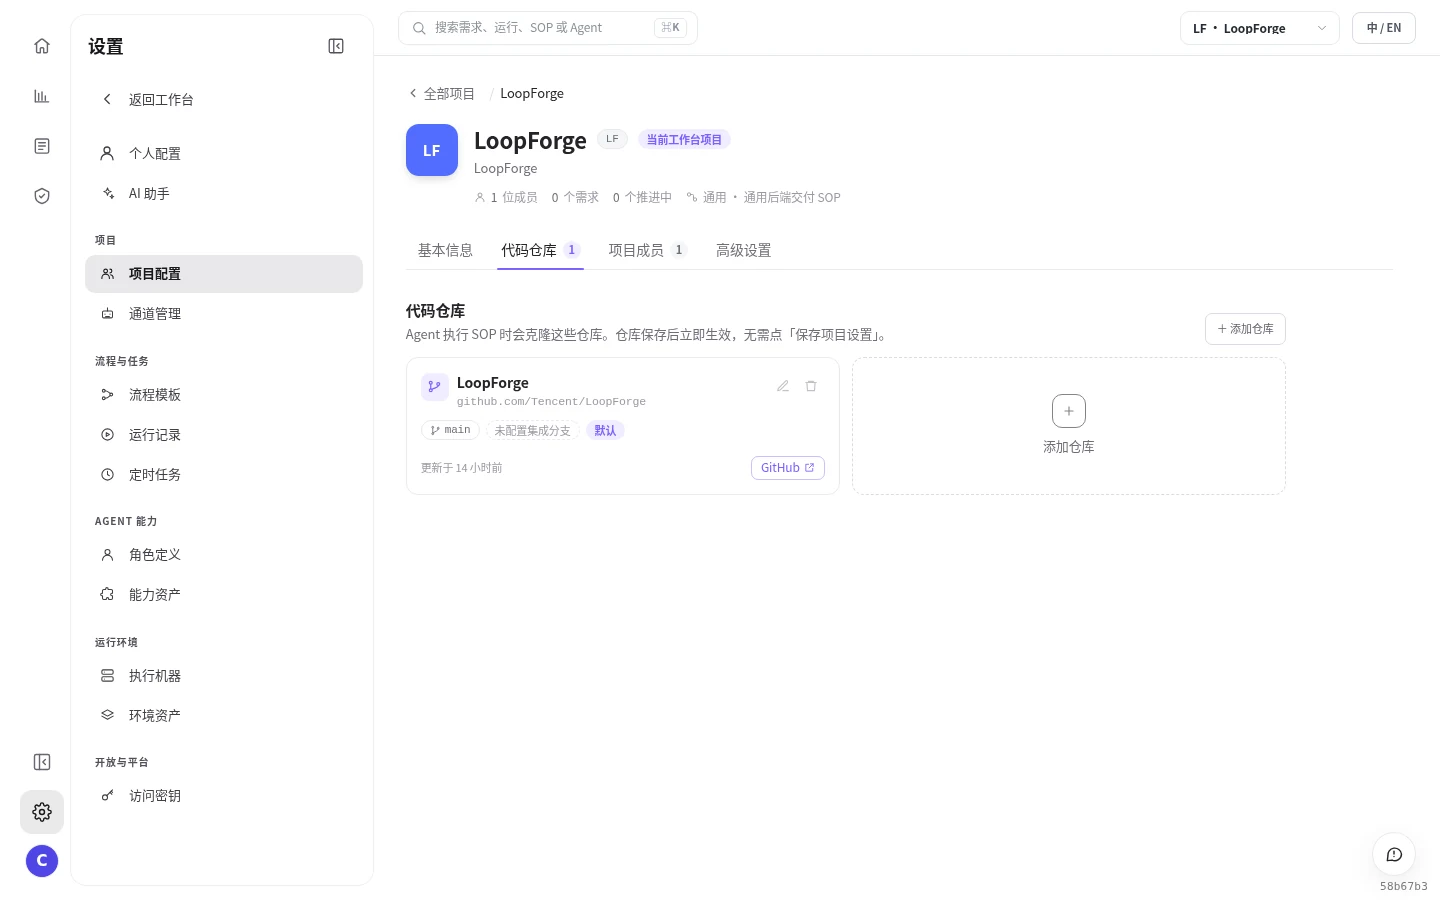 设置
返回工作台
个人配置
AI 助手
项目
项目配置
通道管理
流程与任务
流程模板
运行记录
定时任务
AGENT 能力
角色定义
能力资产
运行环境
执行机器
环境资产
开放与平台
访问密钥
C
搜索需求、运行、SOP 或 Agent
⌘K
LF · LoopForge
中 / EN
全部项目 / LoopForge
LF
LoopForge LF 当前工作台项目
LoopForge
1 位成员 0 个需求 0 个推进中 通用 · 通用后端交付 SOP
基本信息 代码仓库 1 项目成员 1 高级设置
代码仓库
Agent 执行 SOP 时会克隆这些仓库。仓库保存后立即生效，无需点「保存项目设置」。
添加仓库
LoopForge
github.com/Tencent/LoopForge
main 未配置集成分支 默认
更新于 14 小时前
GitHub
添加仓库
58b67b3